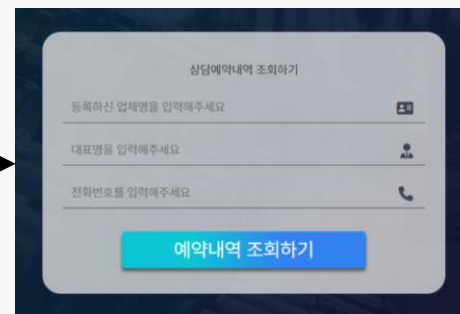 상담예약내역 조회하기
등록하신 업체명을 입력해주세요
대표명을 입력해주세요
전화번호를 입력해주세요
예약내역 조회하기